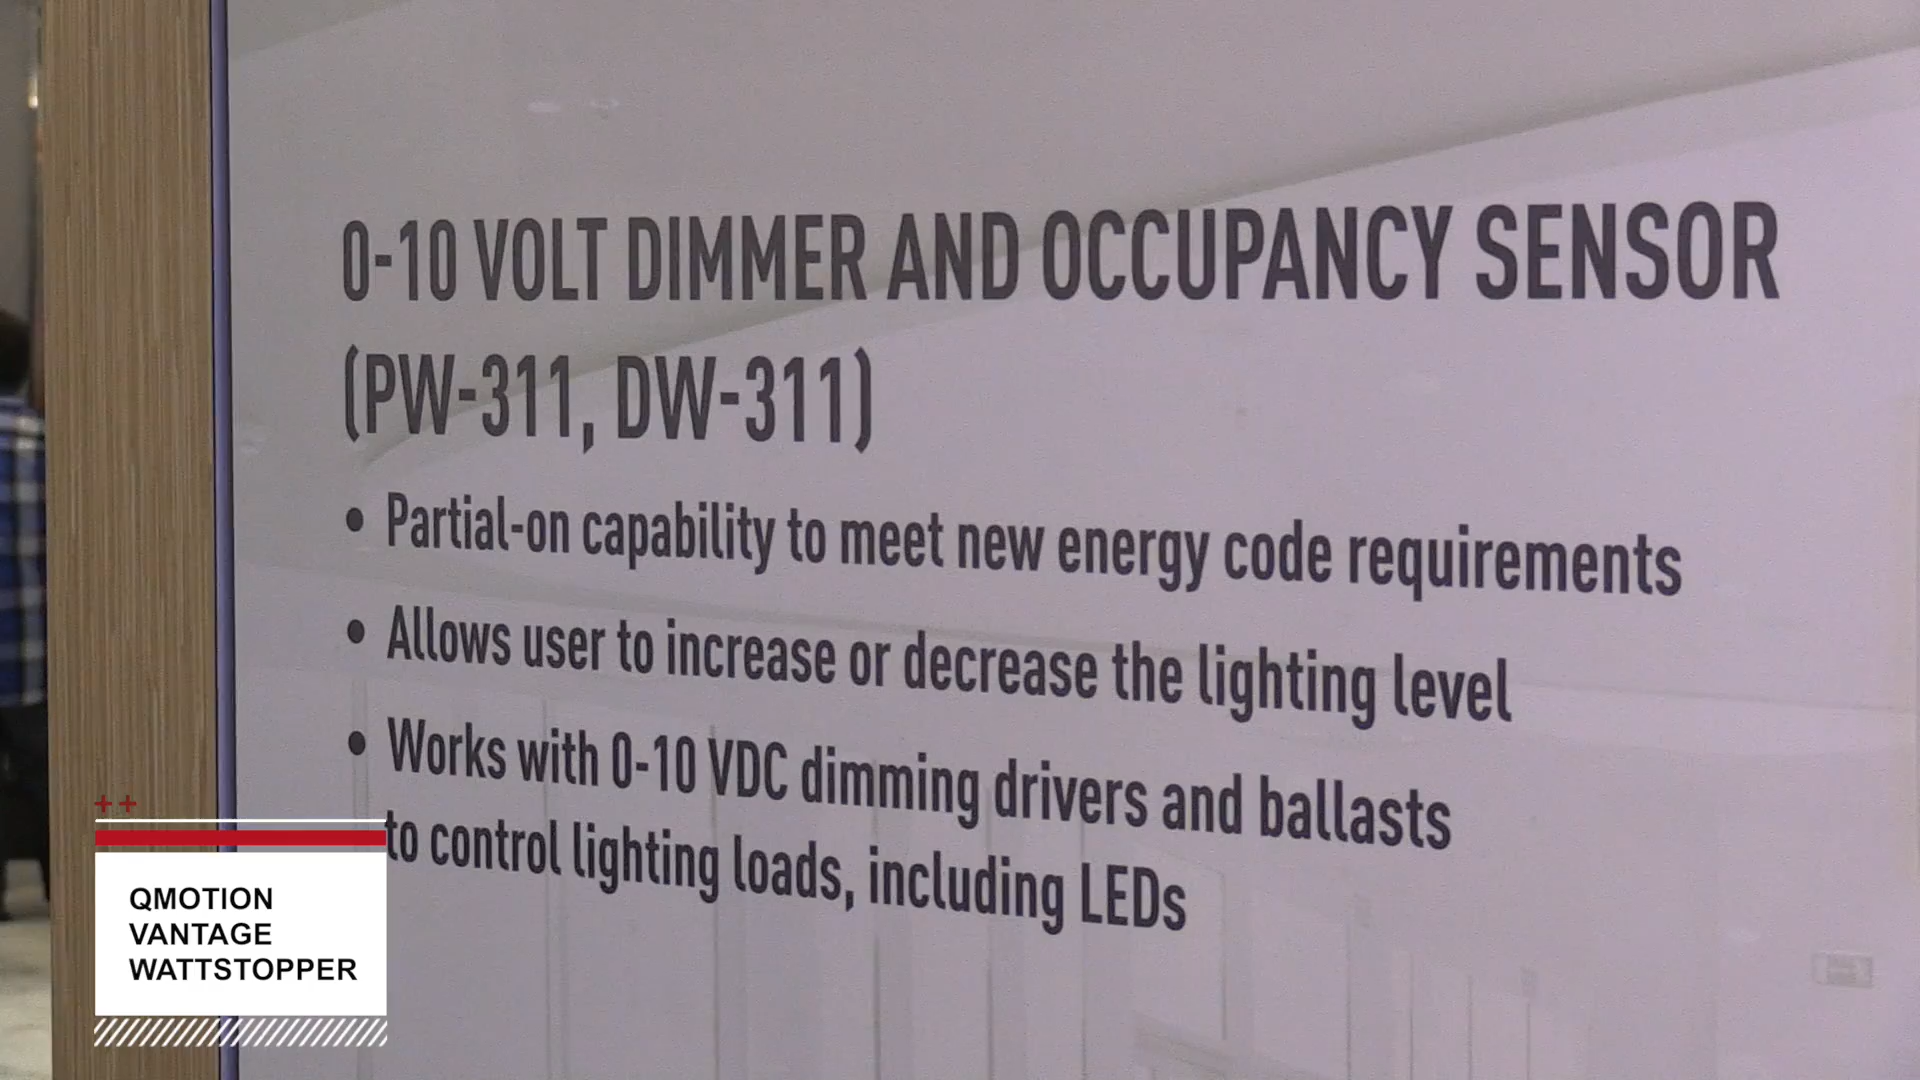 0-10 VOLT DIMMER AND OCCUPANCY SENSOR
(PW-311, DW-311)
• Partial-on capability to meet new energy code requirements
• Allows user to increase or decrease the lighting level
• Works with 0-10 VDC dimming drivers and ballasts
to control lighting loads, including LEDs
++
QMOTION
VANTAGE
WATTSTOPPER